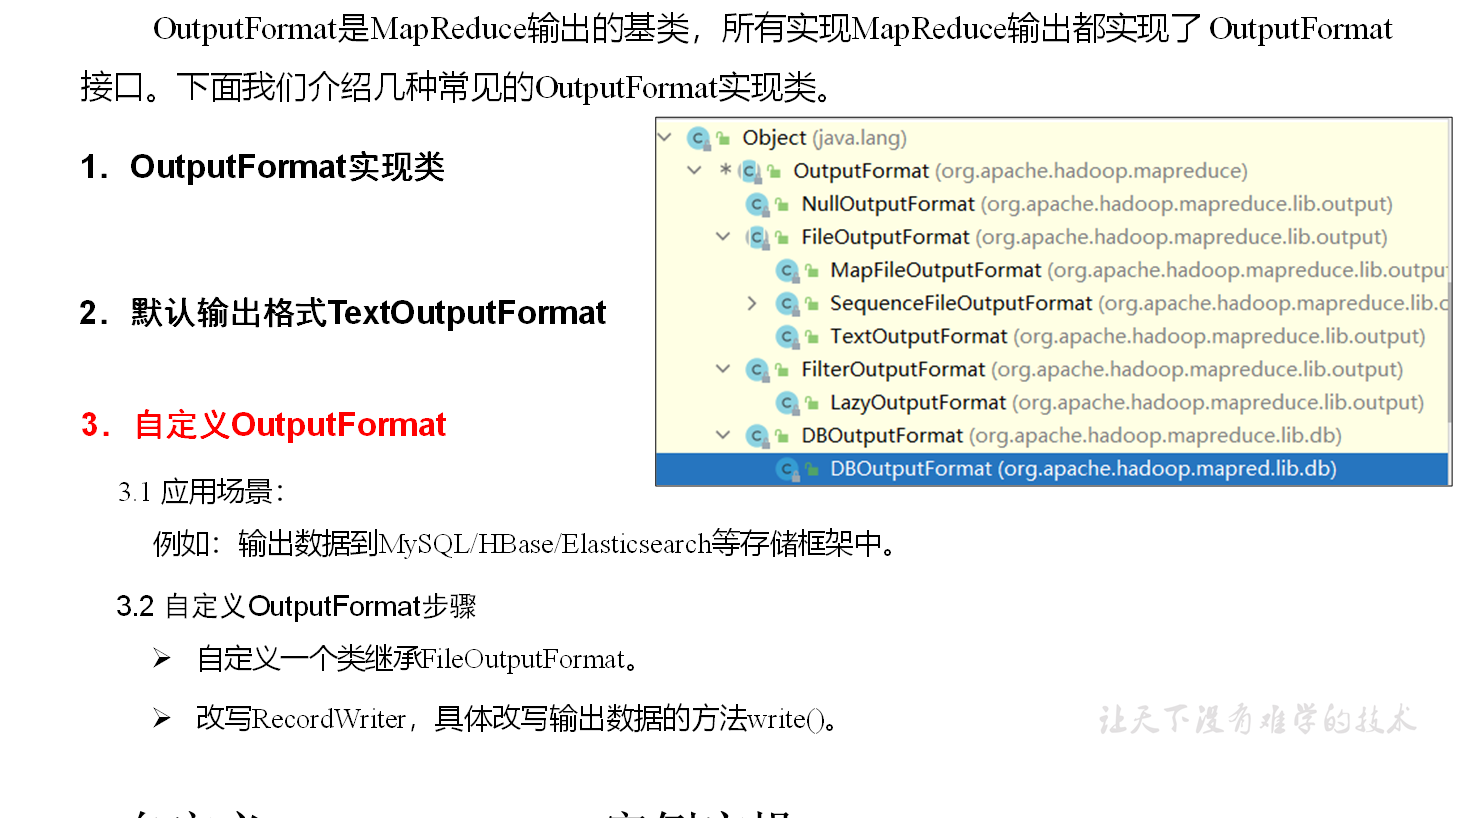 OutputFormat是MapReduce输出的基类，所有实现MapReduce输出都实现了 OutputFormat
接口。下面我们介绍几种常见的OutputFormat实现类。
1．OutputFormat实现类
2．默认输出格式TextOutputFormat
3．自定义OutputFormat
3.1 应用场景：
例如：输出数据到MySQL/HBase/Elasticsearch等存储框架中。
3.2 自定义OutputFormat步骤
➢ 自定义一个类继承FileOutputFormat。
➢ 改写RecordWriter，具体改写输出数据的方法write()。
Object (java.lang)
OutputFormat (org.apache.hadoop.mapreduce)
NullOutputFormat (org.apache.hadoop.mapreduce.lib.output)
FileOutputFormat (org.apache.hadoop.mapreduce.lib.output)
MapFileOutputFormat (org.apache.hadoop.mapreduce.lib.outpu
SequenceFileOutputFormat (org.apache.hadoop.mapreduce.lib.
TextOutputFormat (org.apache.hadoop.mapreduce.lib.output)
FilterOutputFormat (org.apache.hadoop.mapreduce.lib.output)
LazyOutputFormat (org.apache.hadoop.mapreduce.lib.output)
DBOutputFormat (org.apache.hadoop.mapreduce.lib.db)
DBOutputFormat (org.apache.hadoop.mapred.lib.db)
让天下没有难学的技术